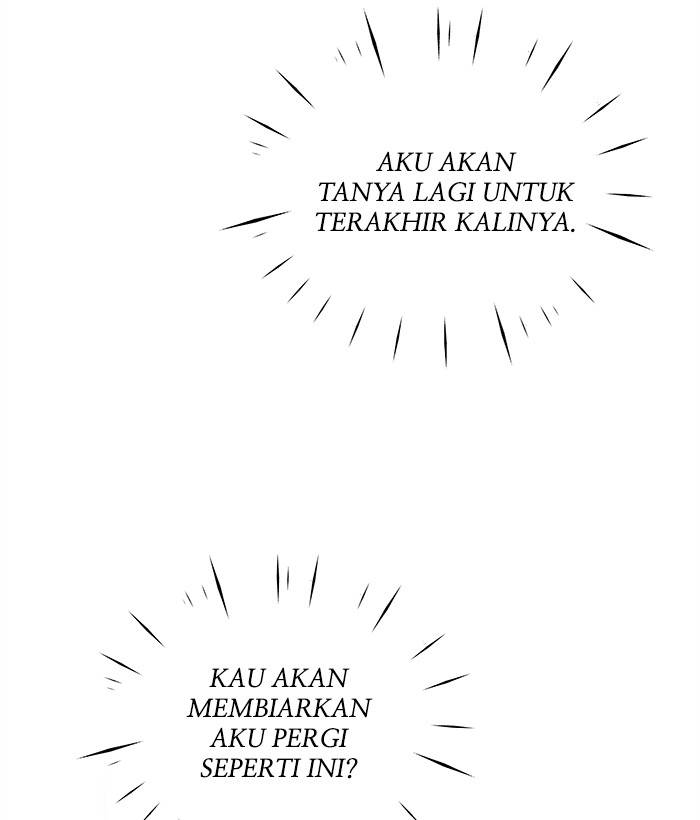 AKU AKAN
TANYA LAGI UNTUK
TERAKHIR KALINYA.
KAU AKAN
MEMBIARKAN
AKU PERGI
SEPERTI INI?